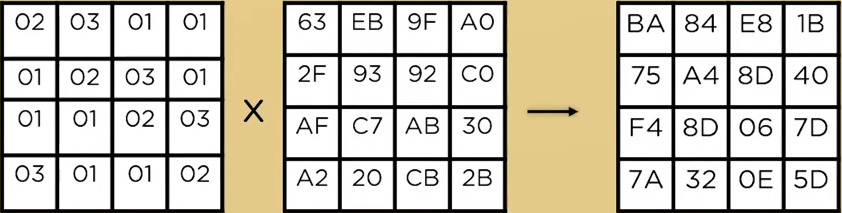 02 03 01 01
01 02 03 01
01 01 02 03
03 01 01 02
X
63 EB 9F A0
2F 93 92 C0
AF C7 AB 30
A2 20 CB 2B
BA 84 E8 1B
75 A4 8D 40
F4 8D 06 7D
7A 32 0E 5D